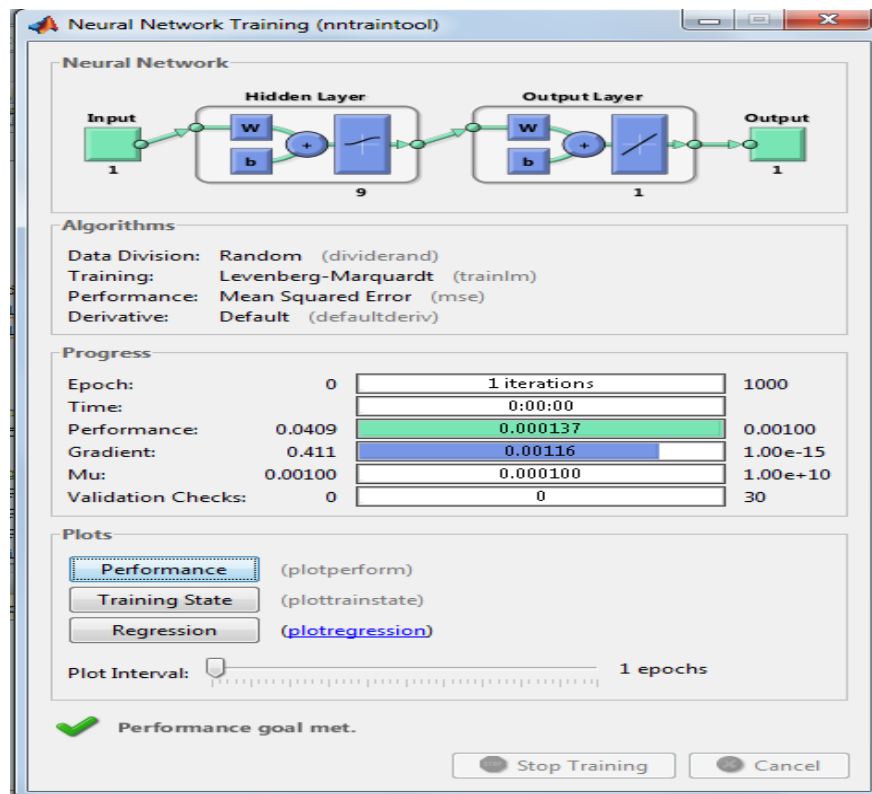 Neural Network Training (nntraintool)
Neural Network
Hidden Layer
Output Layer
Input
Output
W
b
+
W
b
+
1
9
1
1
Algorithms
Data Division: Random (dividerand)
Training: Levenberg-Marquardt (trainlm)
Performance: Mean Squared Error (mse)
Derivative: Default (defaultderiv)
Progress
Epoch: 0 1 iterations 1000
Time: 0:00:00
Performance: 0.0409 0.000137 0.00100
Gradient: 0.411 0.00116 1.00e-15
Mu: 0.00100 0.000100 1.00e+10
Validation Checks: 0 0 30
Plots
Performance (plotperform)
Training State (plottrainstate)
Regression (plotregression)
Plot Interval: 1 epochs
Performance goal met.
Stop Training Cancel